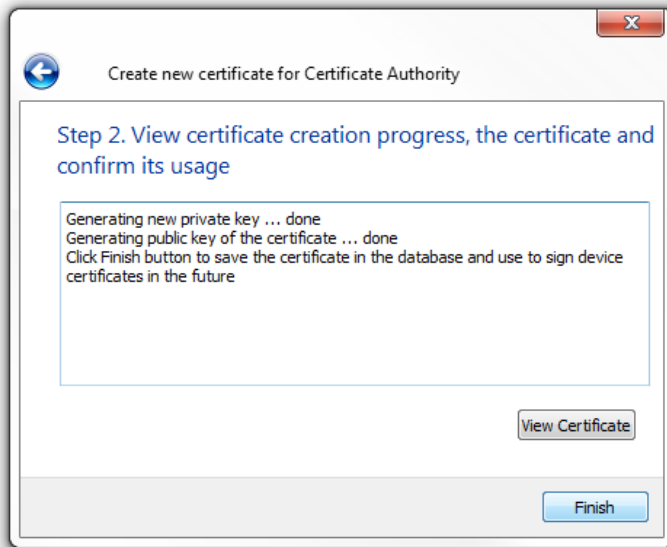 Create new certificate for Certificate Authority
Step 2. View certificate creation progress, the certificate and
confirm its usage
Generating new private key ... done
Generating public key of the certificate ... done
Click Finish button to save the certificate in the database and use to sign device
certificates in the future
View Certificate
Finish